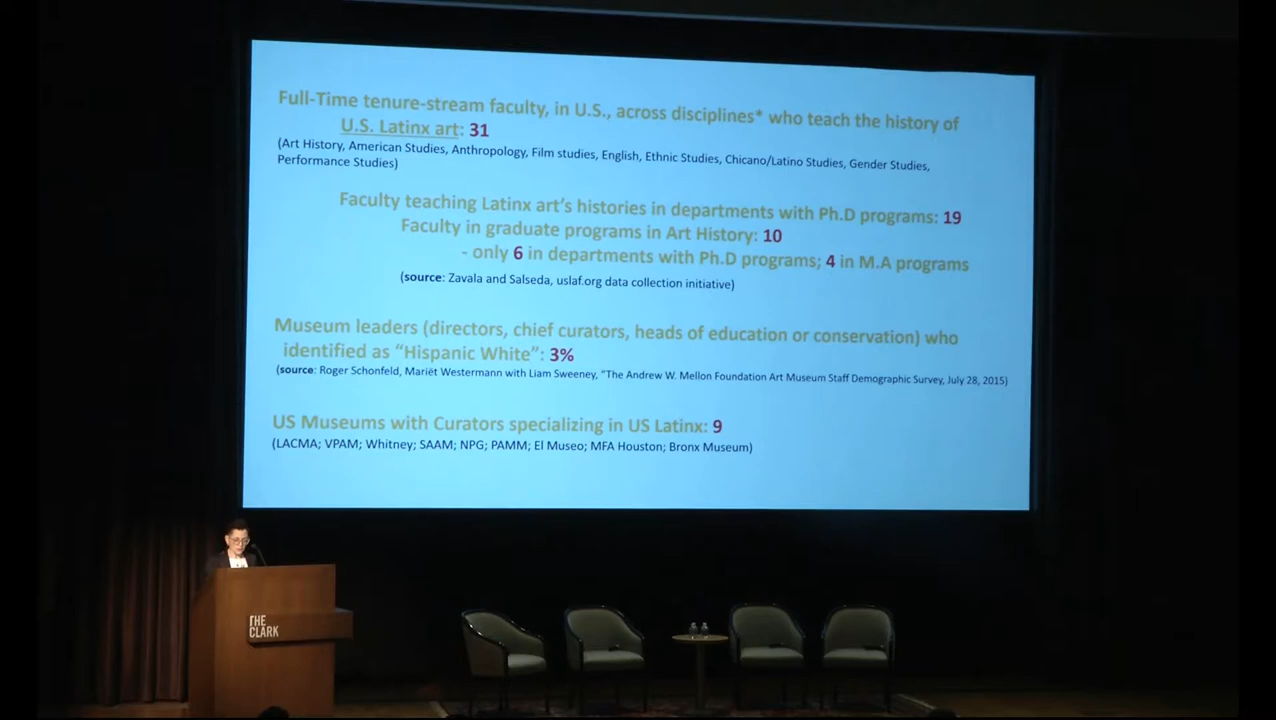 Full-Time tenure-stream faculty, in U.S., across disciplines* who teach the history of
U.S. Latinx art: 31
(Art History, American Studies, Anthropology, Film studies, English, Ethnic Studies, Chicano/Latino Studies, Gender Studies,
Performance Studies)
Faculty teaching Latinx art's histories in departments with Ph.D programs: 19
Faculty in graduate programs in Art History: 10
- only 6 in departments with Ph.D programs; 4 in M.A programs
(source: Zavala and Salseda, uslaf.org data collection initiative)
Museum leaders (directors, chief curators, heads of education or conservation) who
identified as “Hispanic White”: 3%
(source: Roger Schonfeld, Mariët Westermann with Liam Sweeney, “The Andrew W. Mellon Foundation Art Museum Staff Demographic Survey, July 28, 2015)
US Museums with Curators specializing in US Latinx: 9
(LACMA; VPAM; Whitney; SAAM; NPG; PAMM; El Museo; MFA Houston; Bronx Museum)
THE
CLARK